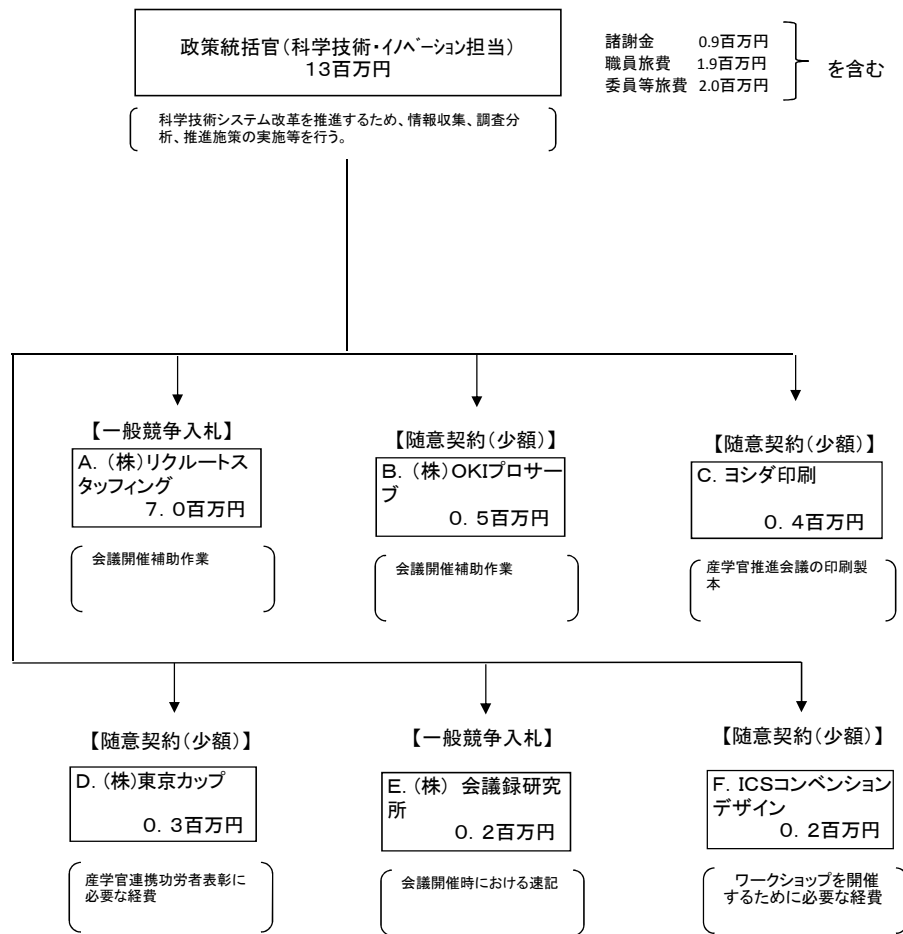 政策統括官(科学技術・イノベーション担当)
13百万円
諸謝金 0.9百万円
職員旅費 1.9百万円
委員等旅費 2.0百万円
を含む
科学技術システム改革を推進するため、情報収集、調査分
析、推進施策の実施等を行う。
【一般競争入札】
A. (株)リクルートス
タッフィング
7. 0百万円
会議開催補助作業
【随意契約(少額)】
B. (株)OKIプロサー
ブ
0. 5百万円
会議開催補助作業
【随意契約(少額)】
C. ヨシダ印刷
0. 4百万円
産学官推進会議の印刷製
本
【随意契約(少額)】
D. (株)東京カップ
0. 3百万円
産学官連携功労者表彰に
必要な経費
【一般競争入札】
E. (株) 会議録研究
所
0. 2百万円
会議開催時における速記
【随意契約(少額)】
F. ICSコンベンション
デザイン
0. 2百万円
ワークショップを開催
するために必要な経費